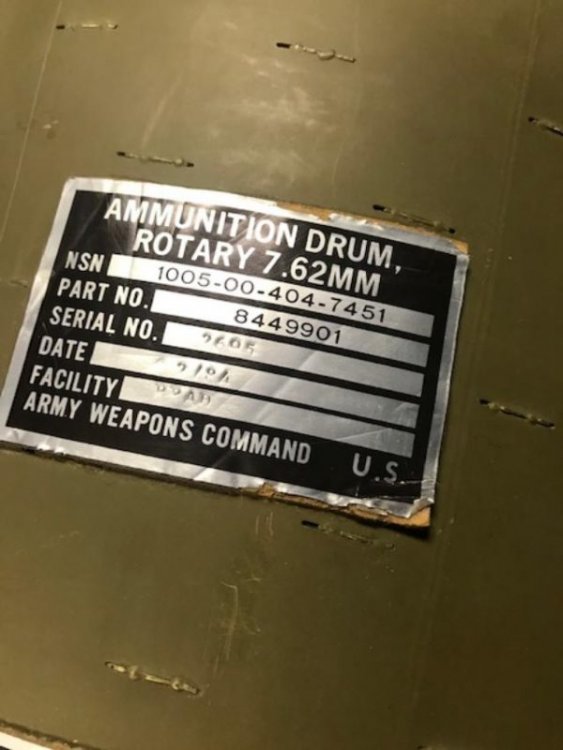 AMMUNITION DRUM,
ROTARY 7.62MM
NSN 1005-00-404-7451
PART NO. 8449901
SERIAL NO.
DATE
FACILITY
ARMY WEAPONS COMMAND U.S.